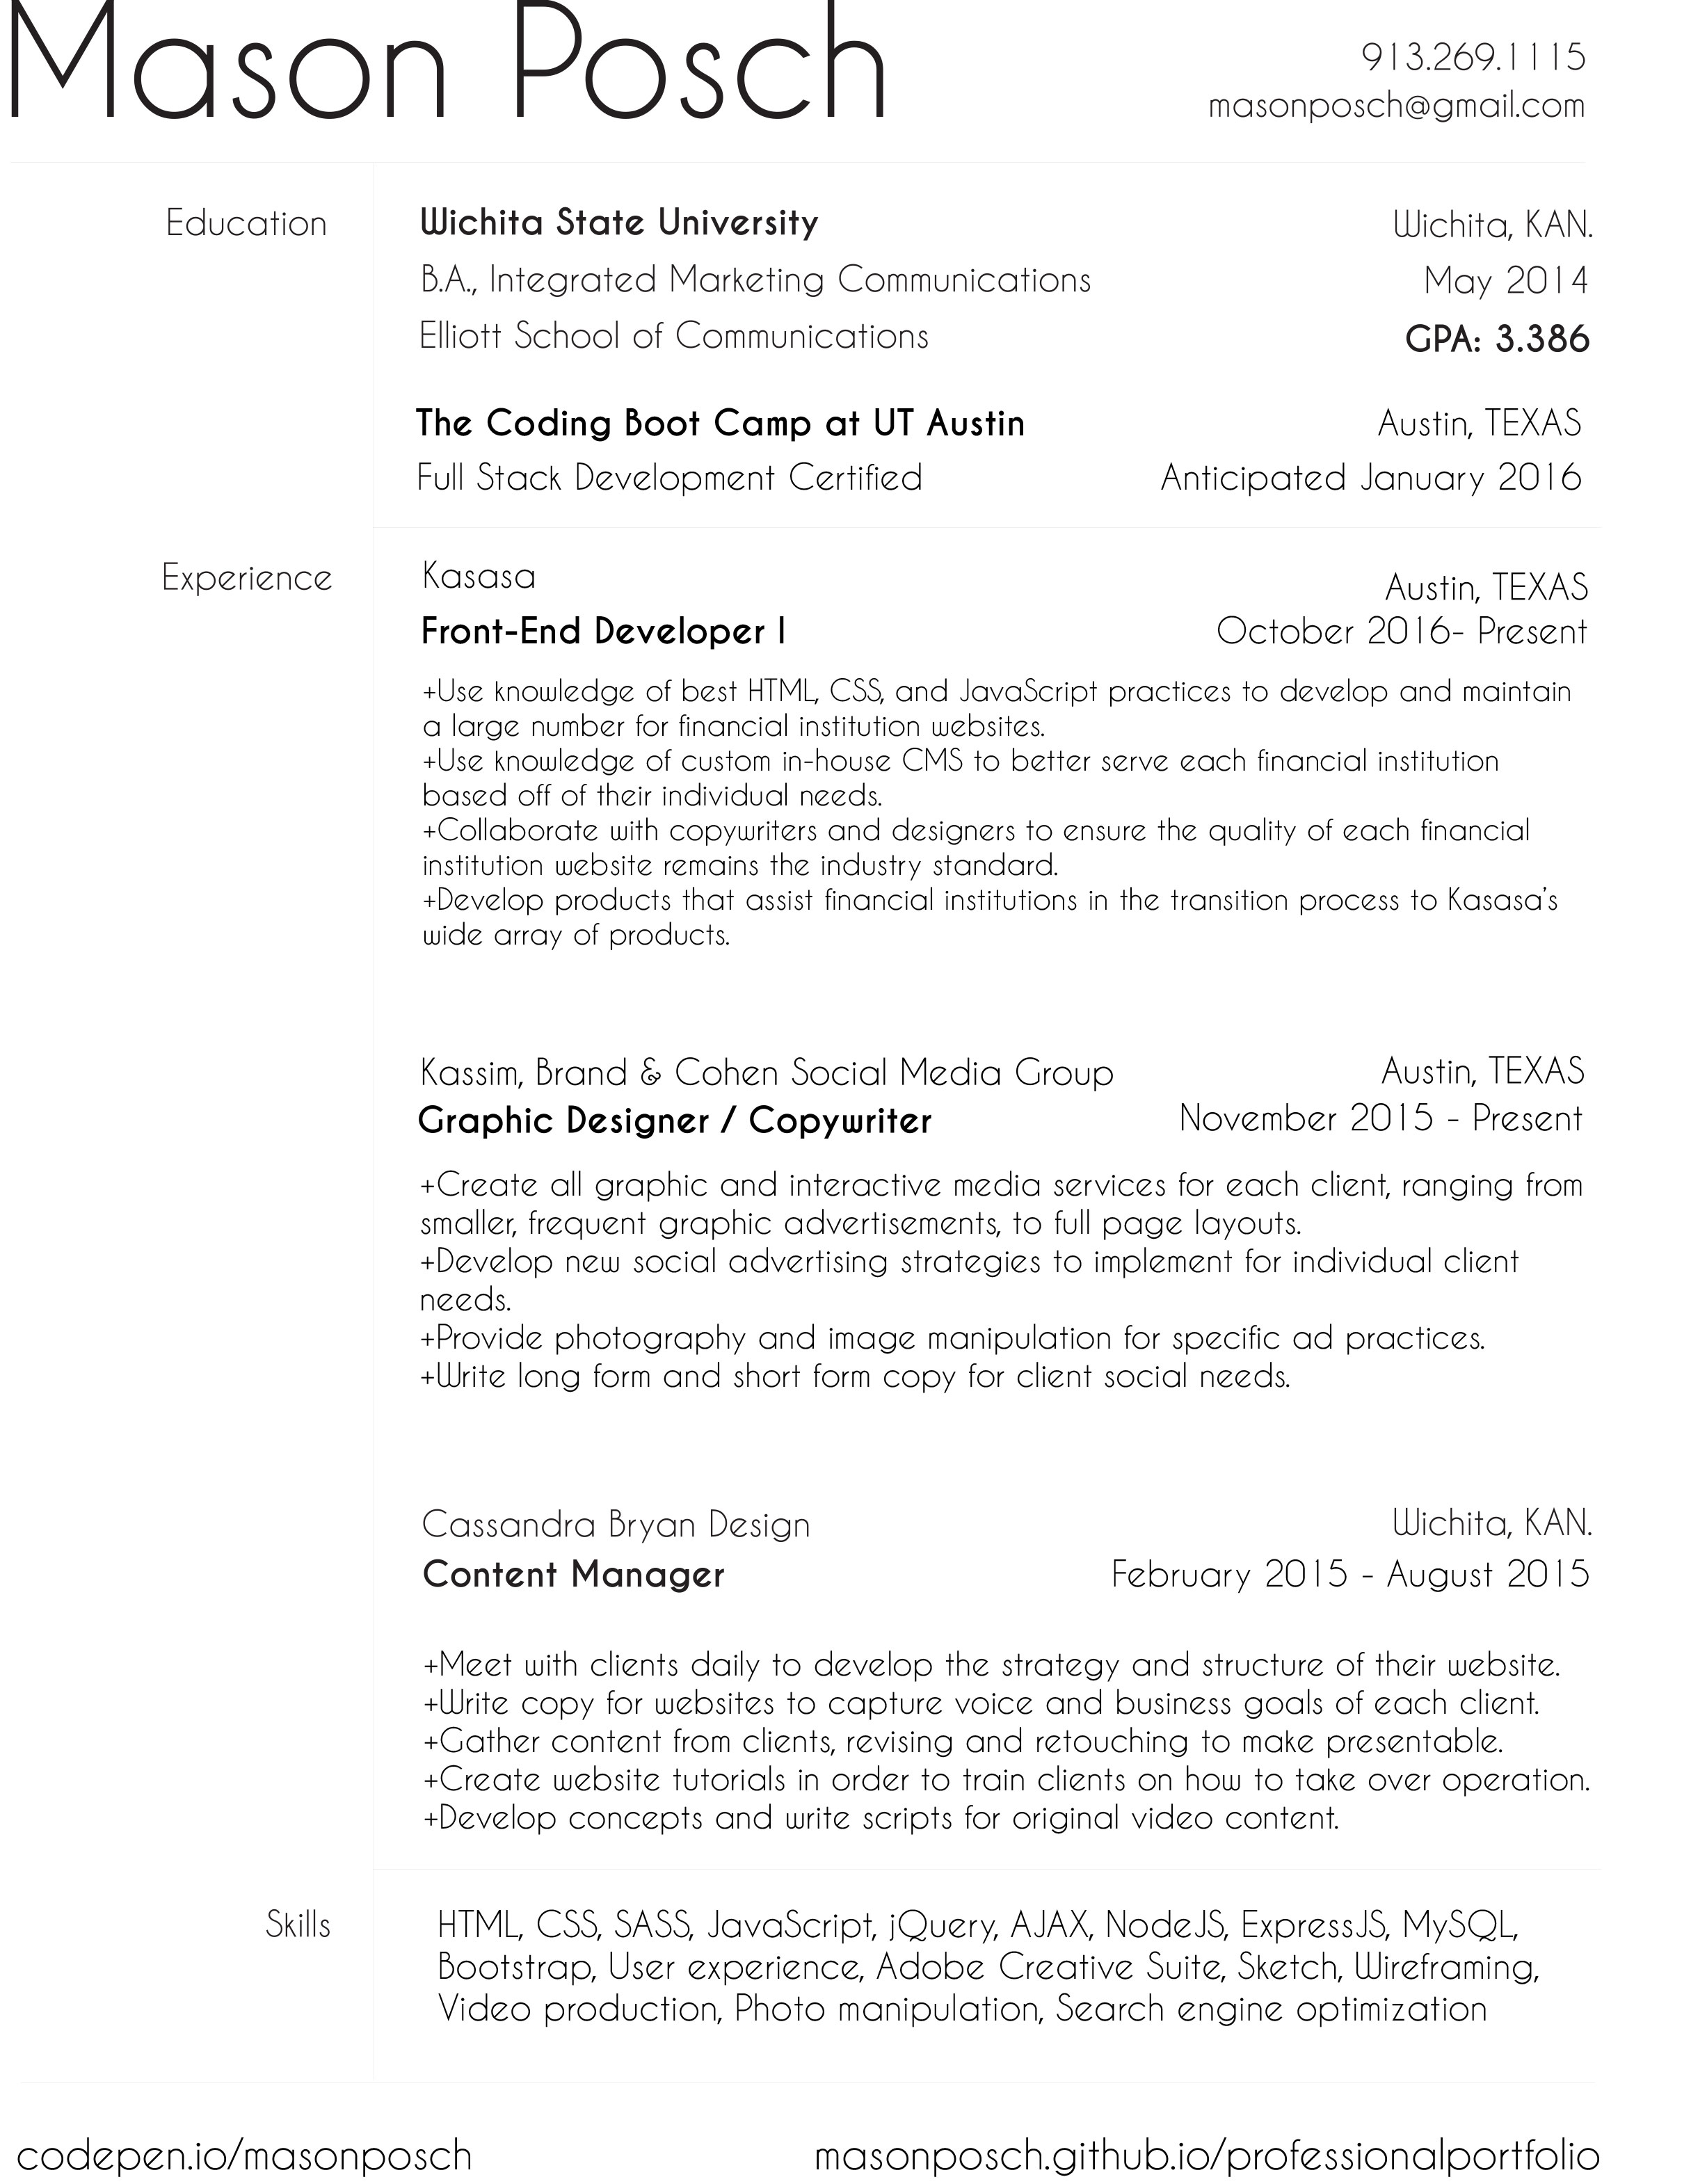 Mason Posch
913.269.1115
masonposch@gmail.com
Education
Wichita State University
Wichita, KAN.
B.A., Integrated Marketing Communications
May 2014
Elliott School of Communications
GPA: 3.386
The Coding Boot Camp at UT Austin
Austin, TEXAS
Full Stack Development Certified
Anticipated January 2016
Experience
Kasasa
Austin, TEXAS
Front-End Developer I
October 2016- Present
+Use knowledge of best HTML, CSS, and JavaScript practices to develop and maintain
a large number for financial institution websites.
+Use knowledge of custom in-house CMS to better serve each financial institution
based off of their individual needs.
+Collaborate with copywriters and designers to ensure the quality of each financial
institution website remains the industry standard.
+Develop products that assist financial institutions in the transition process to Kasasa's
wide array of products.
Kassim, Brand & Cohen Social Media Group
Austin, TEXAS
Graphic Designer / Copywriter
November 2015 - Present
+Create all graphic and interactive media services for each client, ranging from
smaller, frequent graphic advertisements, to full page layouts.
+Develop new social advertising strategies to implement for individual client
needs.
+Provide photography and image manipulation for specific ad practices.
+Write long form and short form copy for client social needs.
Cassandra Bryan Design
Wichita, KAN.
Content Manager
February 2015 - August 2015
+Meet with clients daily to develop the strategy and structure of their website.
+Write copy for websites to capture voice and business goals of each client.
+Gather content from clients, revising and retouching to make presentable.
+Create website tutorials in order to train clients on how to take over operation.
+Develop concepts and write scripts for original video content.
Skills
HTML, CSS, SASS, JavaScript, jQuery, AJAX, NodeJS, ExpressJS, MySQL,
Bootstrap, User experience, Adobe Creative Suite, Sketch, Wireframing,
Video production, Photo manipulation, Search engine optimization
codepen.io/masonposch
masonposch.github.io/professionalportfolio